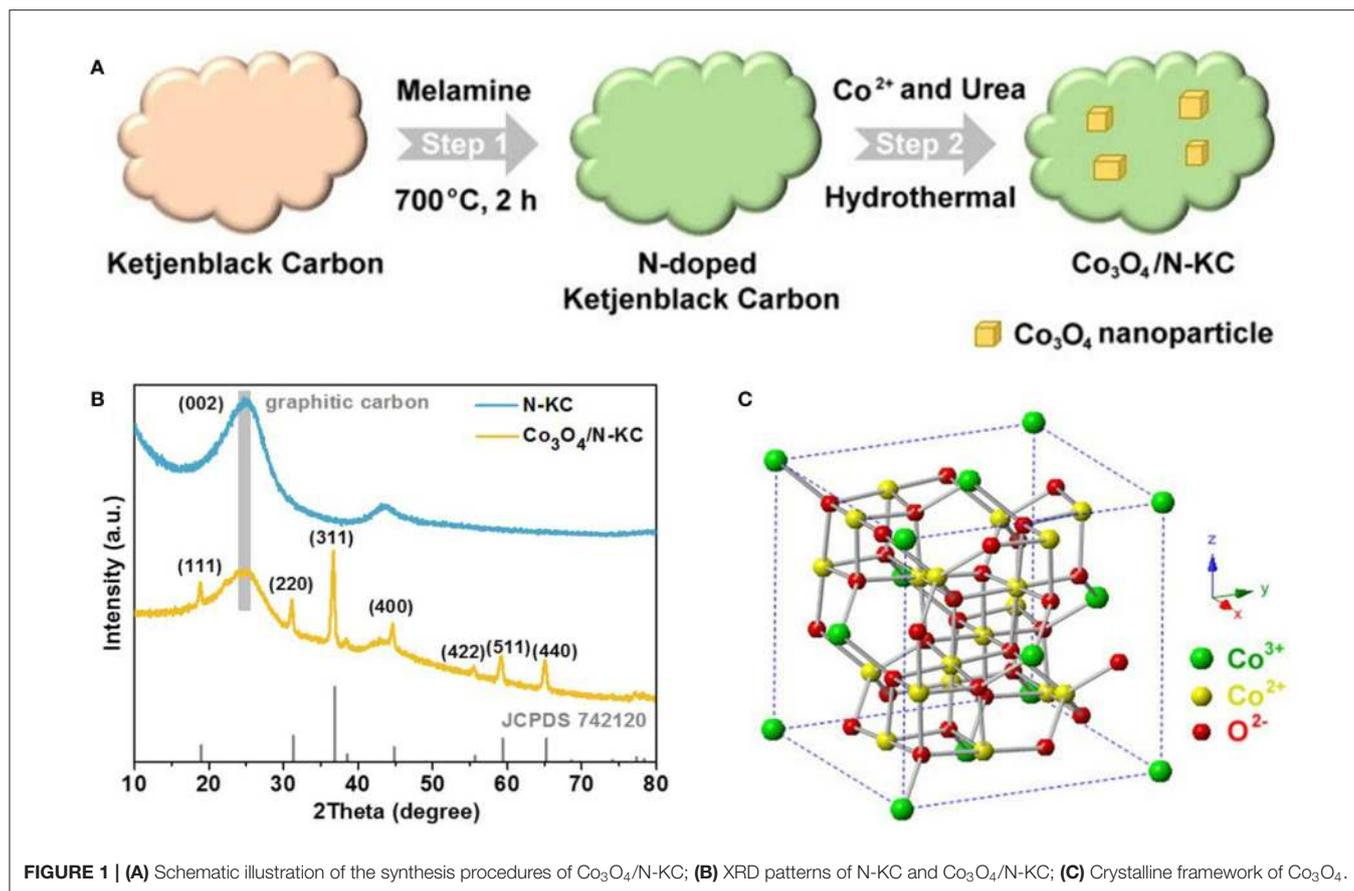 A
Melamine
Step 1
700°C, 2 h
Co²⁺ and Urea
Step 2
Hydrothermal
Ketjenblack Carbon
N-doped
Ketjenblack Carbon
Co₃O₄/N-KC
Co₃O₄ nanoparticle
B
(002)
graphitic carbon
N-KC
Co₃O₄/N-KC
(111)
(220)
(311)
(400)
(422)
(511)
(440)
JCPDS 742120
Intensity (a.u.)
10 20 30 40 50 60 70 80
2Theta (degree)
C
z
y
x
Co³⁺
Co²⁺
O²⁻
FIGURE 1 | (A) Schematic illustration of the synthesis procedures of Co₃O₄/N-KC; (B) XRD patterns of N-KC and Co₃O₄/N-KC; (C) Crystalline framework of Co₃O₄.